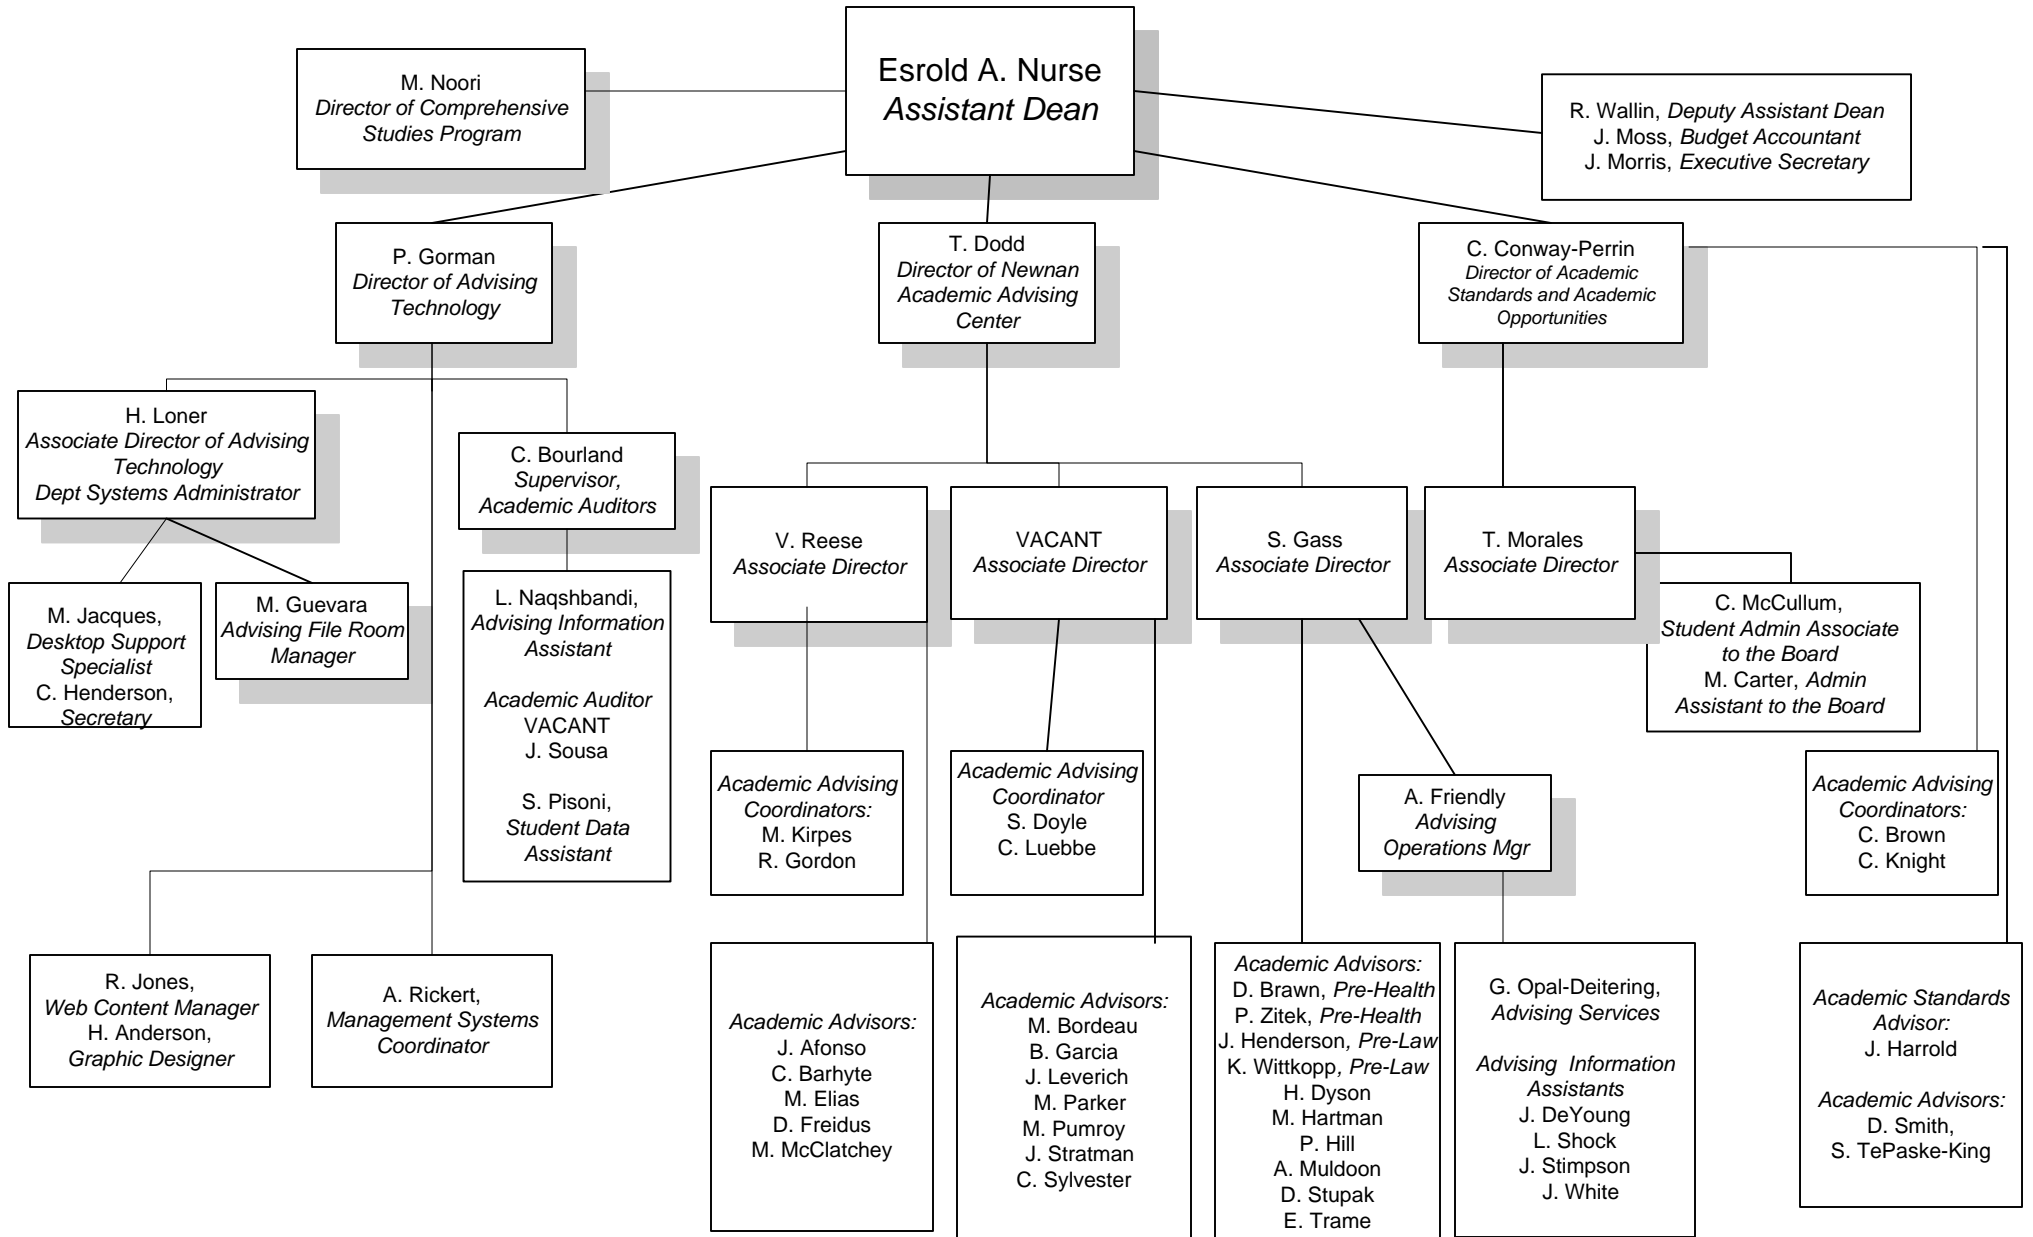 Esrold A. Nurse
Assistant Dean
M. Noori
Director of Comprehensive
Studies Program
R. Wallin, Deputy Assistant Dean
J. Moss, Budget Accountant
J. Morris, Executive Secretary
P. Gorman
Director of Advising
Technology
T. Dodd
Director of Newnan
Academic Advising
Center
C. Conway-Perrin
Director of Academic
Standards and Academic
Opportunities
H. Loner
Associate Director of Advising
Technology
Dept Systems Administrator
C. Bourland
Supervisor,
Academic Auditors
V. Reese
Associate Director
VACANT
Associate Director
S. Gass
Associate Director
T. Morales
Associate Director
M. Jacques,
Desktop Support
Specialist
C. Henderson,
Secretary
M. Guevara
Advising File Room
Manager
L. Naqshbandi,
Advising Information
Assistant
Academic Auditor
VACANT
J. Sousa
S. Pisoni,
Student Data
Assistant
C. McCullum,
Student Admin Associate
to the Board
M. Carter, Admin
Assistant to the Board
Academic Advising
Coordinators:
M. Kirpes
R. Gordon
Academic Advising
Coordinator
S. Doyle
C. Luebbe
A. Friendly
Advising
Operations Mgr
Academic Advising
Coordinators:
C. Brown
C. Knight
R. Jones,
Web Content Manager
H. Anderson,
Graphic Designer
A. Rickert,
Management Systems
Coordinator
Academic Advisors:
J. Afonso
C. Barhyte
M. Elias
D. Freidus
M. McClatchey
Academic Advisors:
M. Bordeau
B. Garcia
J. Leverich
M. Parker
M. Pumroy
J. Stratman
C. Sylvester
Academic Advisors:
D. Brawn, Pre-Health
P. Zitek, Pre-Health
J. Henderson, Pre-Law
K. Wittkopp, Pre-Law
H. Dyson
M. Hartman
P. Hill
A. Muldoon
D. Stupak
E. Trame
G. Opal-Deitering,
Advising Services
Advising Information
Assistants
J. DeYoung
L. Shock
J. Stimpson
J. White
Academic Standards
Advisor:
J. Harrold
Academic Advisors:
D. Smith,
S. TePaske-King